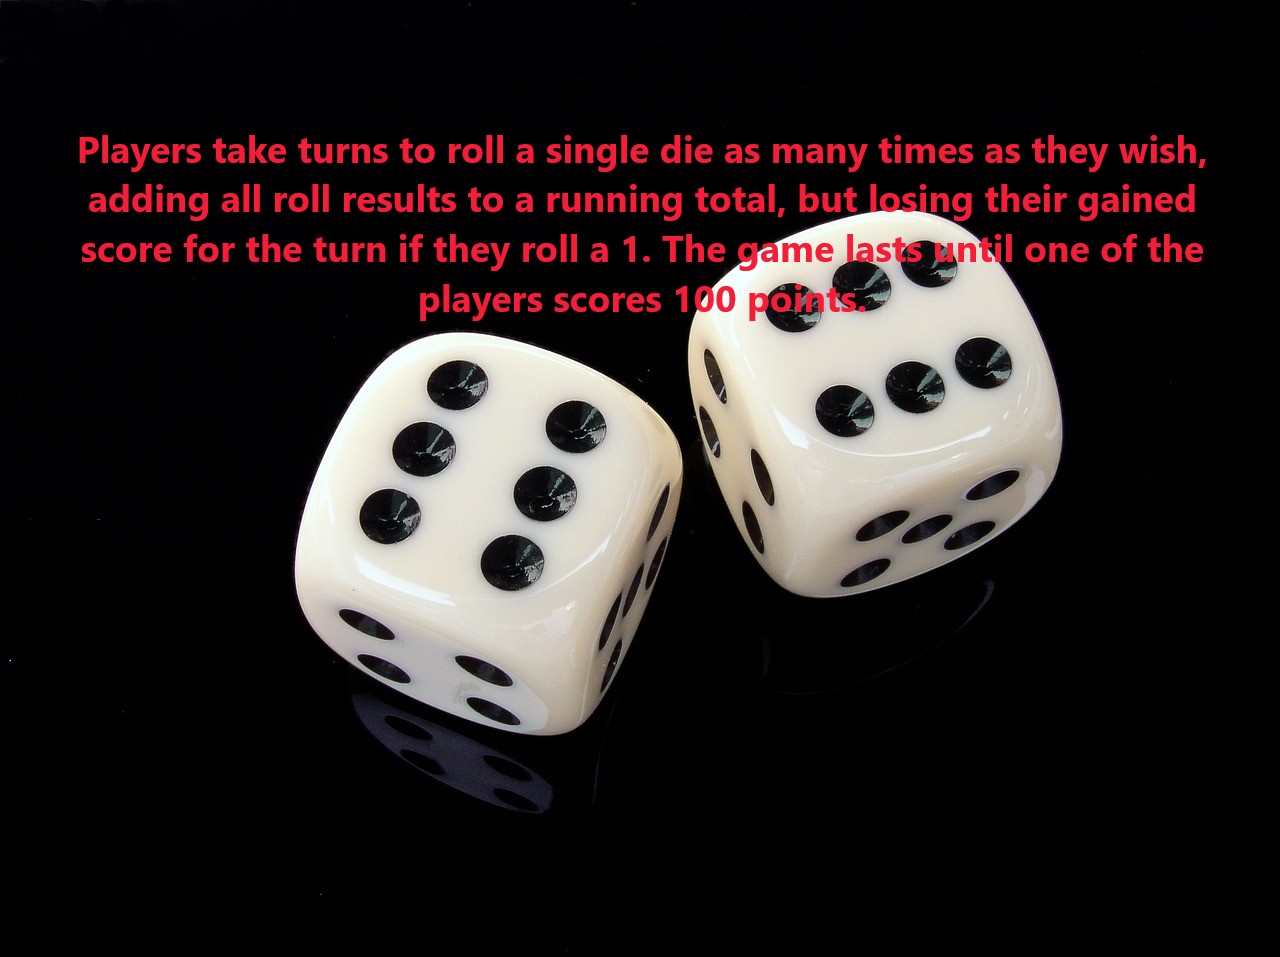 Players take turns to roll a single die as many times as they wish,
adding all roll results to a running total, but losing their gained
score for the turn if they roll a 1. The game lasts until one of the
players scores 100 points.